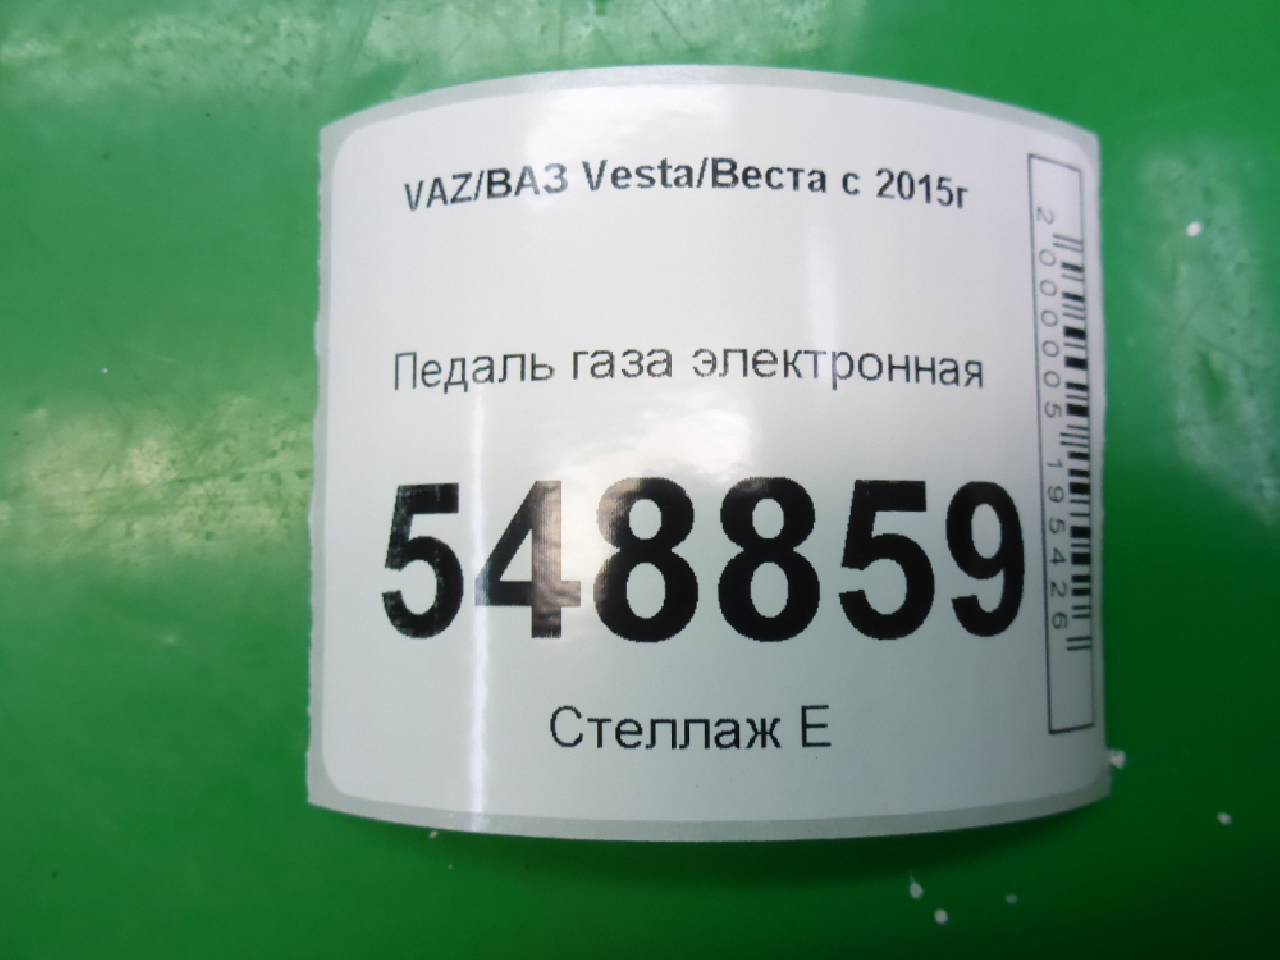 VAZ/ВАЗ Vesta/Веста с 2015г
Педаль газа электронная
548859
Стеллаж Е
2000005195426